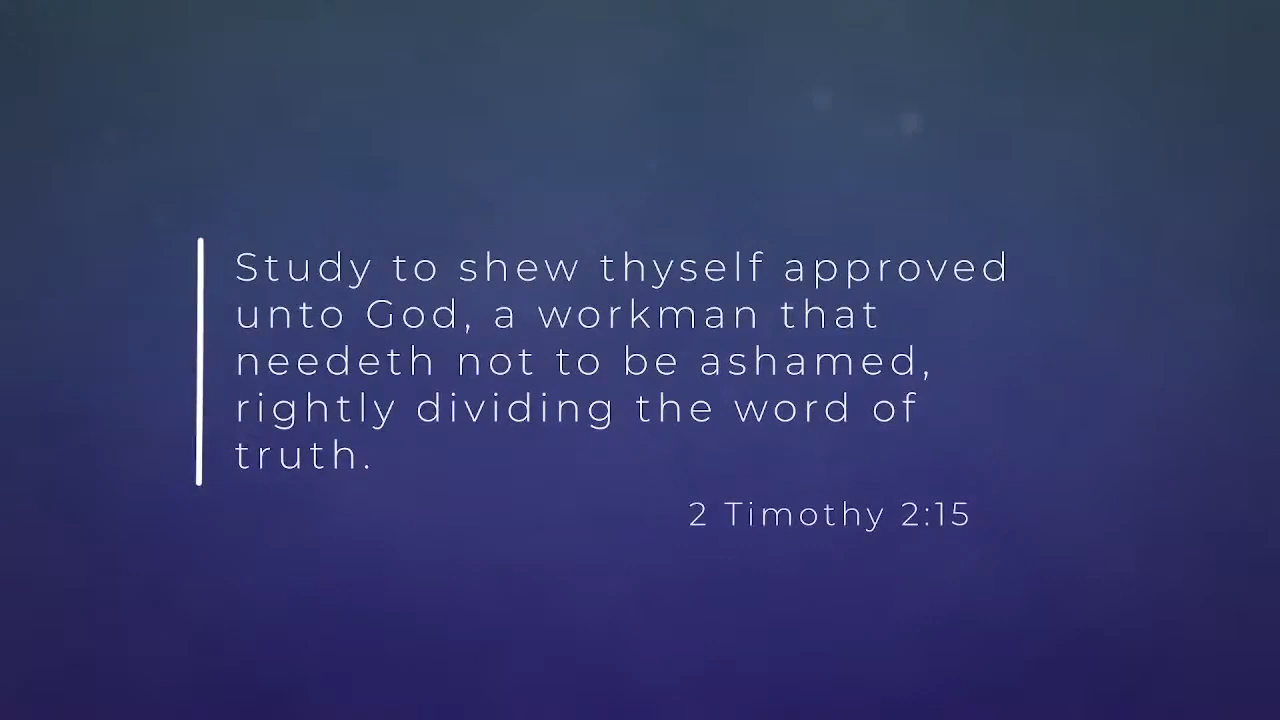 Study to shew thyself approved
unto God, a workman that
needeth not to be ashamed,
rightly dividing the word of
truth.
2 Timothy 2:15